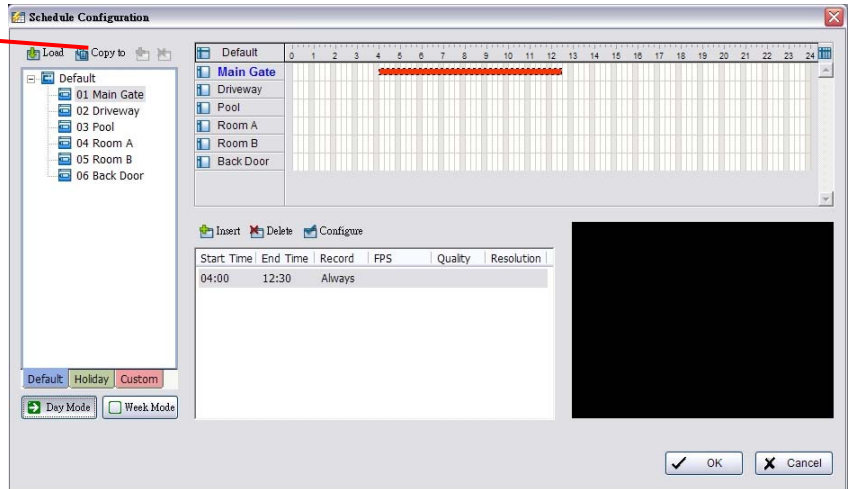 Schedule Configuration
Load Copy to
Default
01 Main Gate
02 Driveway
03 Pool
04 Room A
05 Room B
06 Back Door
Default Holiday Custom
Day Mode Week Mode
Default 0 1 2 3 4 5 6 7 8 9 10 11 12 13 14 15 16 17 18 19 20 21 22 23 24
Main Gate
Driveway
Pool
Room A
Room B
Back Door
Insert Delete Configure
Start Time End Time Record FPS Quality Resolution
04:00 12:30 Always
OK Cancel